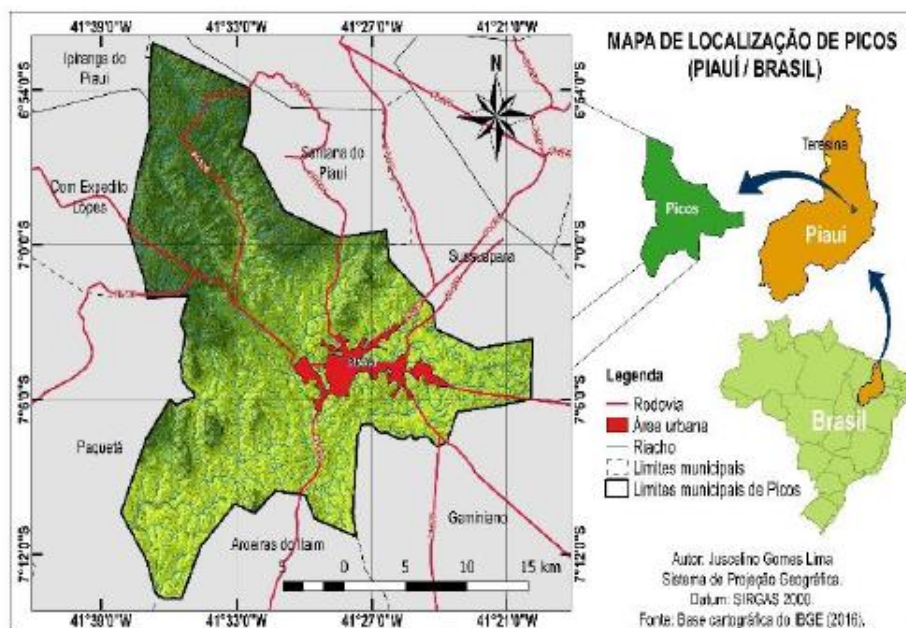 41°39'0"W 41°33'0"W 41°27'0"W 41°21'0"W
Ipiranga do
Piauí
N
6°54'0"S
6°54'0"S
Santana do
Piauí
Dom Expedito
Lopes
7°0'0"S
7°0'0"S
Sussuapara
7°6'0"S
7°6'0"S
Paquetá
Geminiano
Aroeiras do Itaim
7°12'0"S
7°12'0"S
5 0 5 10 15 km
41°39'0"W 41°33'0"W 41°27'0"W 41°21'0"W
MAPA DE LOCALIZAÇÃO DE PICOS
(PIAUÍ / BRASIL)
Teresina
Picos
Piauí
Brasil
Legenda
Rodovia
Área urbana
Riacho
Limites municipais
Limites municipais de Picos
Autor: Juscelino Gomes Lima
Sistema de Projeção Geográfica.
Datum: SIRGAS 2000.
Fonte: Base cartográfica do IBGE (2016).